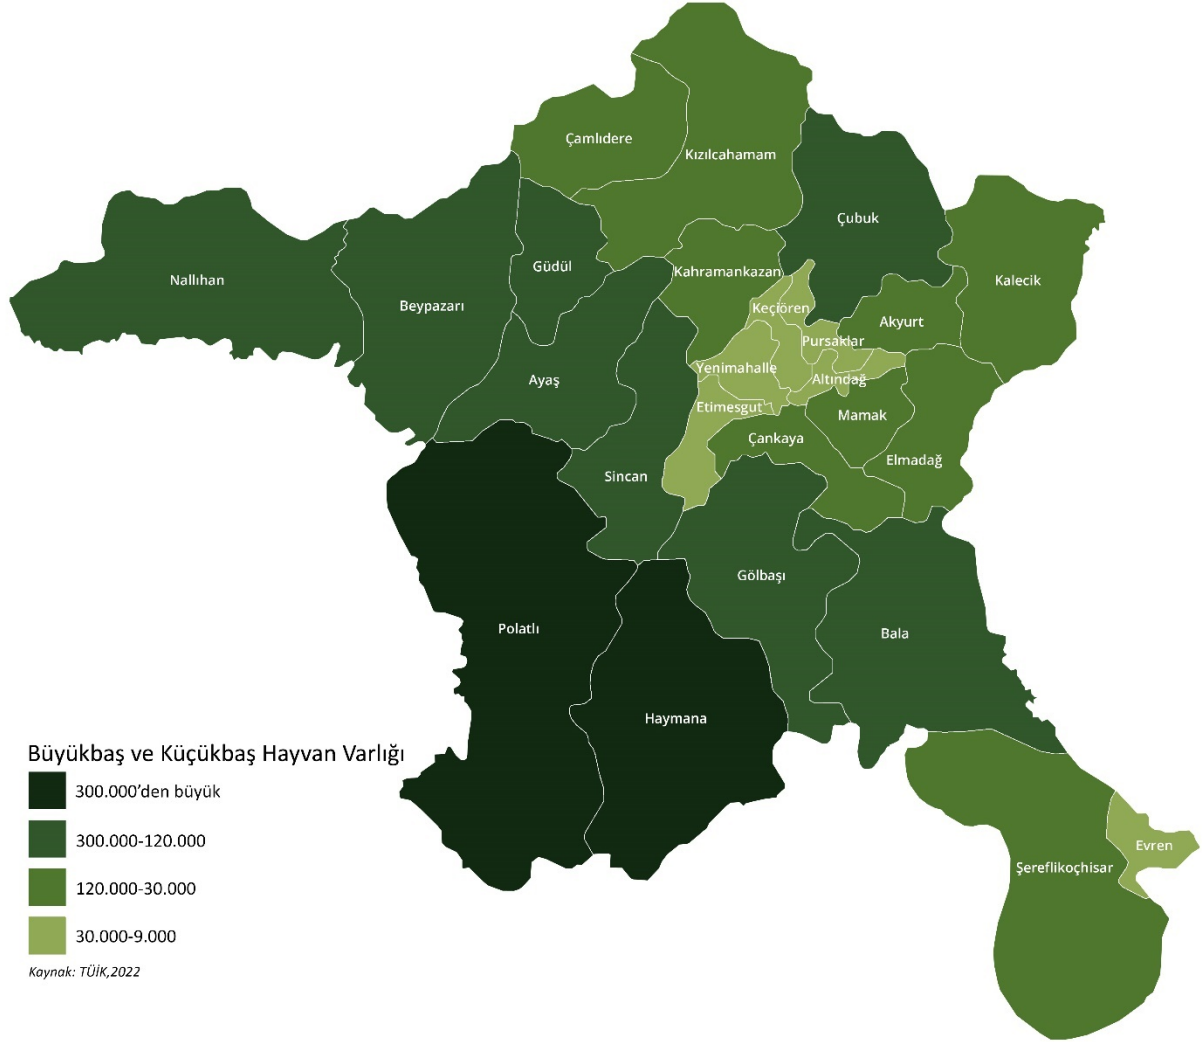 Çamlıdere
Kızılcahamam
Çubuk
Nallıhan
Beypazarı
Güdül
Kahramankazan
Kalecik
Keçiören
Akyurt
Pursaklar
Yenimahalle
Ayaş
Altındağ
Etimesgut
Mamak
Çankaya
Elmadağ
Sincan
Gölbaşı
Polatlı
Bala
Haymana
Büyükbaş ve Küçükbaş Hayvan Varlığı
300.000’den büyük
300.000-120.000
120.000-30.000
30.000-9.000
Kaynak: TÜİK,2022
Evren
Şereflikoçhisar